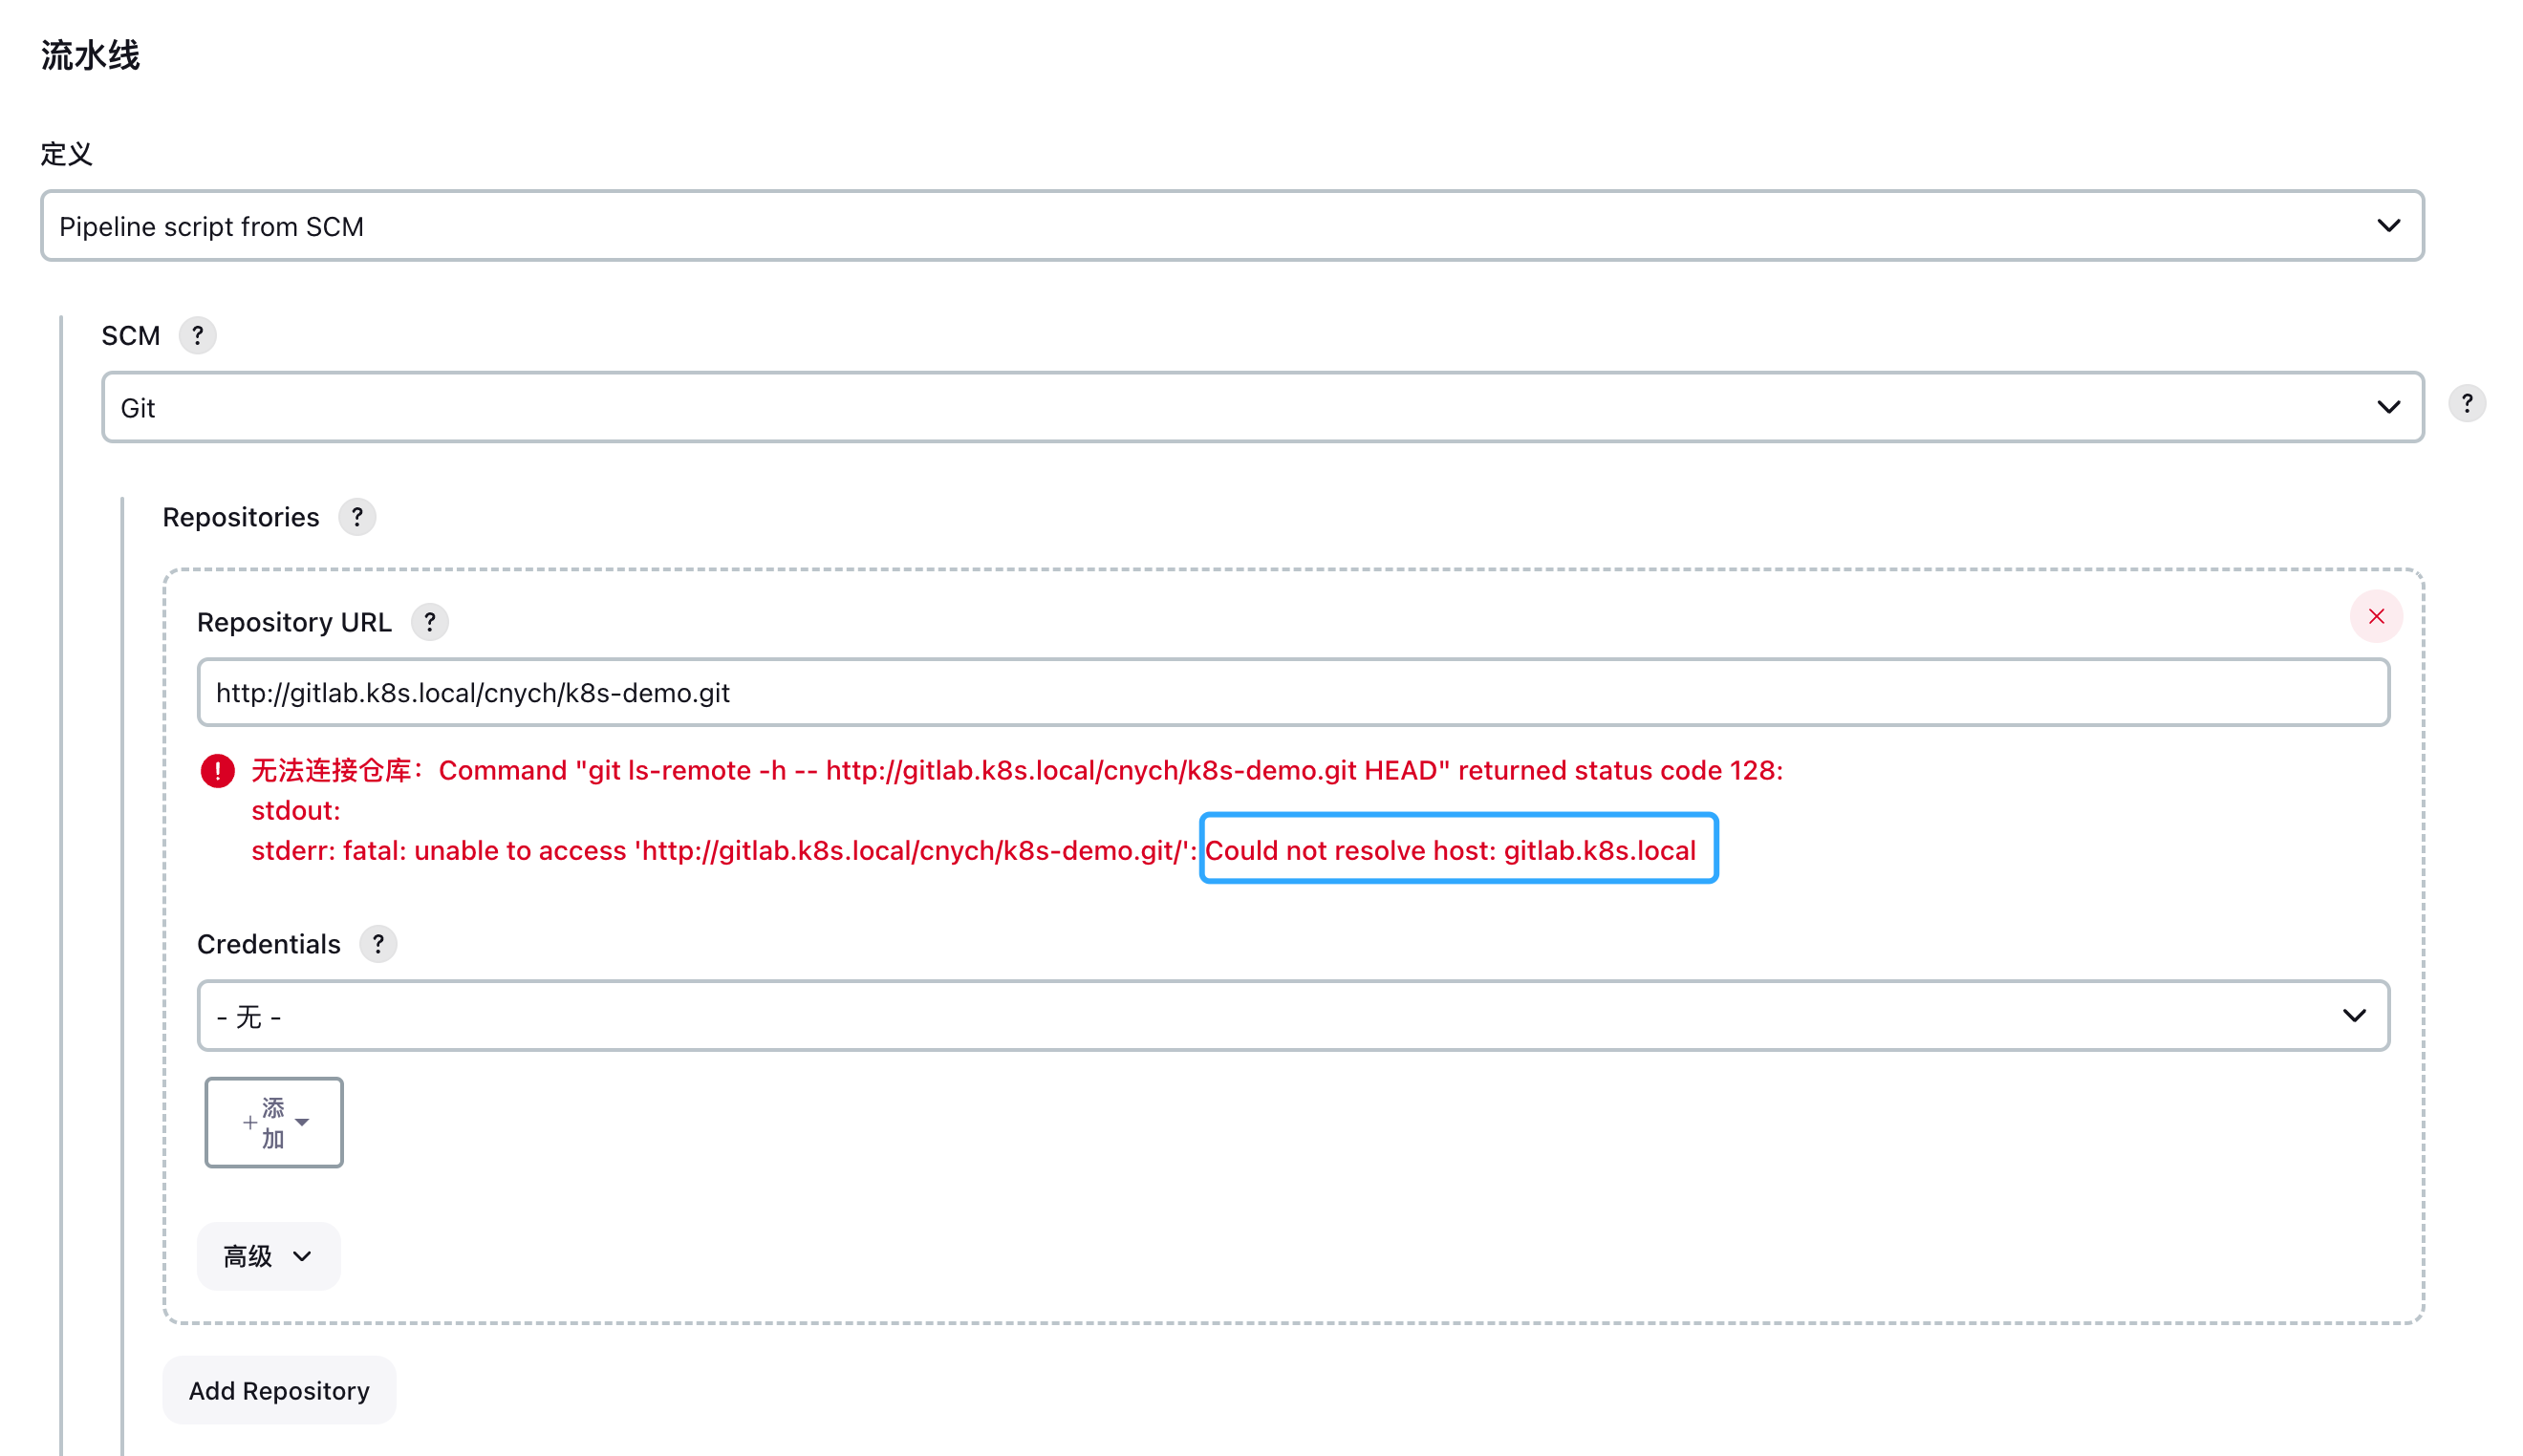 流水线
定义
Pipeline script from SCM
SCM ?
Git
?
Repositories ?
Repository URL ?
http://gitlab.k8s.local/cnych/k8s-demo.git
无法连接仓库：Command "git ls-remote -h -- http://gitlab.k8s.local/cnych/k8s-demo.git HEAD" returned status code 128:
stdout:
stderr: fatal: unable to access 'http://gitlab.k8s.local/cnych/k8s-demo.git/': Could not resolve host: gitlab.k8s.local
Credentials ?
- 无 -
+ 添
加
高级
Add Repository